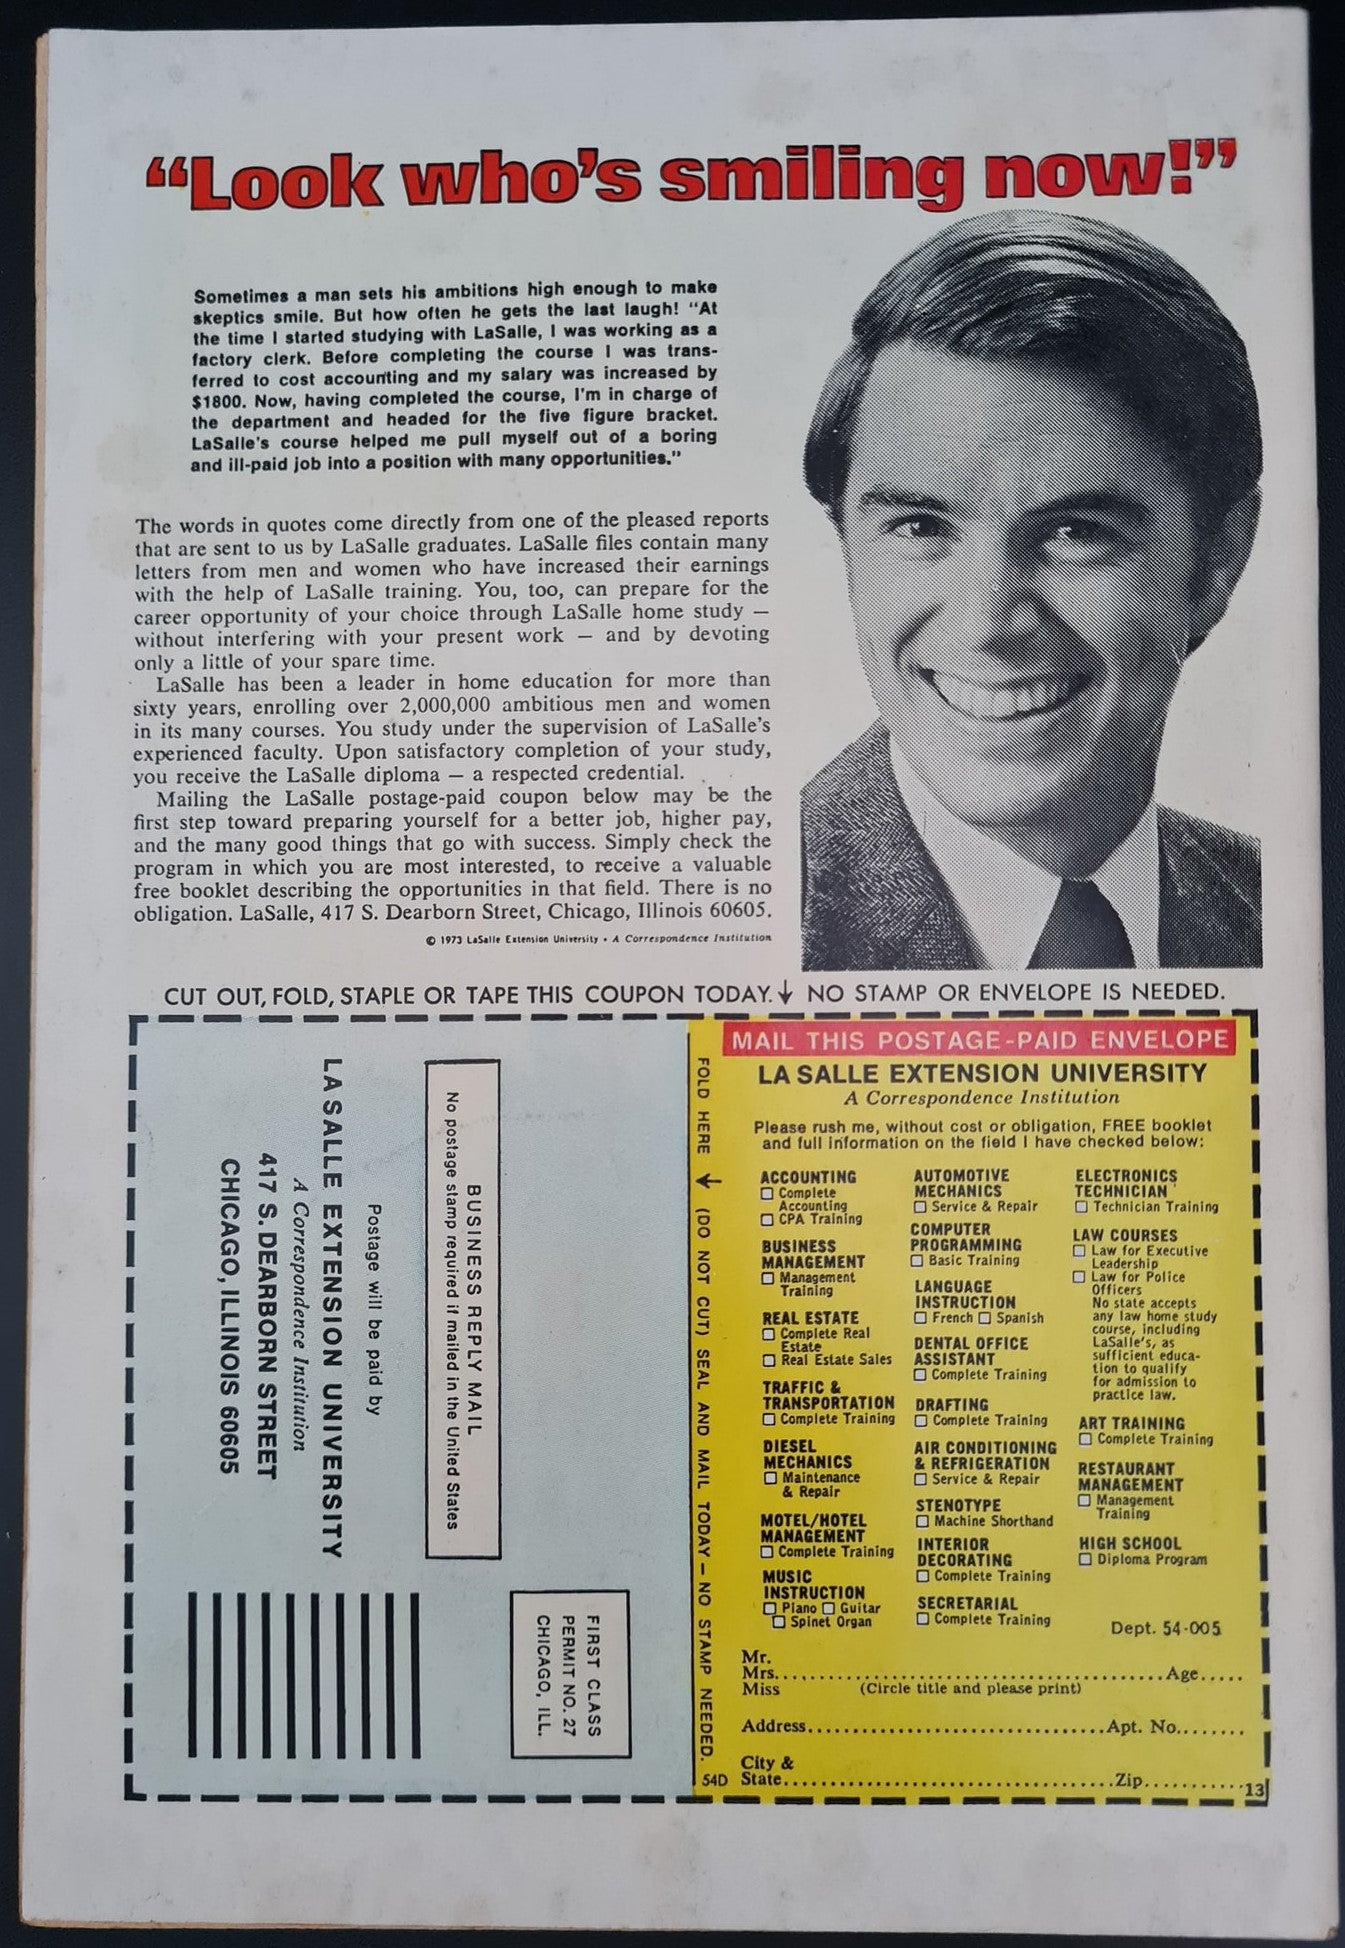 “Look who’s smiling now!”
Sometimes a man sets his ambitions high enough to make
skeptics smile. But how often he gets the last laugh! “At
the time I started studying with LaSalle, I was working as a
factory clerk. Before completing the course I was trans-
ferred to cost accounting and my salary was increased by
$1800. Now, having completed the course, I'm in charge of
the department and headed for the five figure bracket.
LaSalle's course helped me pull myself out of a boring
and ill-paid job into a position with many opportunities.”
The words in quotes come directly from one of the pleased reports
that are sent to us by LaSalle graduates. LaSalle files contain many
letters from men and women who have increased their earnings
with the help of LaSalle training. You, too, can prepare for the
career opportunity of your choice through LaSalle home study —
without interfering with your present work — and by devoting
only a little of your spare time.
LaSalle has been a leader in home education for more than
sixty years, enrolling over 2,000,000 ambitious men and women
in its many courses. You study under the supervision of LaSalle's
experienced faculty. Upon satisfactory completion of your study,
you receive the LaSalle diploma — a respected credential.
Mailing the LaSalle postage-paid coupon below may be the
first step toward preparing yourself for a better job, higher pay,
and the many good things that go with success. Simply check the
program in which you are most interested, to receive a valuable
free booklet describing the opportunities in that field. There is no
obligation. LaSalle, 417 S. Dearborn Street, Chicago, Illinois 60605.
© 1973 LaSalle Extension University • A Correspondence Institution
CUT OUT, FOLD, STAPLE OR TAPE THIS COUPON TODAY. ↓ NO STAMP OR ENVELOPE IS NEEDED.
FIRST CLASS
PERMIT NO. 27
CHICAGO, ILL.
BUSINESS REPLY MAIL
No postage stamp required if mailed in the United States
Postage will be paid by
LASALLE EXTENSION UNIVERSITY
A Correspondence Institution
417 S. DEARBORN STREET
CHICAGO, ILLINOIS 60605
FOLD HERE ↓ (DO NOT CUT) SEAL AND MAIL TODAY — NO STAMP NEEDED.
54D
MAIL THIS POSTAGE-PAID ENVELOPE
LA SALLE EXTENSION UNIVERSITY
A Correspondence Institution
Please rush me, without cost or obligation, FREE booklet
and full information on the field I have checked below:
ACCOUNTING
☐ Complete
Accounting
☐ CPA Training
BUSINESS
MANAGEMENT
☐ Management
Training
REAL ESTATE
☐ Complete Real
Estate
☐ Real Estate Sales
TRAFFIC &
TRANSPORTATION
☐ Complete Training
DIESEL
MECHANICS
☐ Maintenance
& Repair
MOTEL/HOTEL
MANAGEMENT
☐ Complete Training
MUSIC
INSTRUCTION
☐ Piano ☐ Guitar
☐ Spinet Organ
AUTOMOTIVE
MECHANICS
☐ Service & Repair
COMPUTER
PROGRAMMING
☐ Basic Training
LANGUAGE
INSTRUCTION
☐ French ☐ Spanish
DENTAL OFFICE
ASSISTANT
☐ Complete Training
DRAFTING
☐ Complete Training
AIR CONDITIONING
& REFRIGERATION
☐ Service & Repair
STENOTYPE
☐ Machine Shorthand
INTERIOR
DECORATING
☐ Complete Training
SECRETARIAL
☐ Complete Training
ELECTRONICS
TECHNICIAN
☐ Technician Training
LAW COURSES
☐ Law for Executive
Leadership
☐ Law for Police
Officers
No state accepts
any law home study
course, including
LaSalle's, as
sufficient educa-
tion to qualify
for admission to
practice law.
ART TRAINING
☐ Complete Training
RESTAURANT
MANAGEMENT
☐ Management
Training
HIGH SCHOOL
☐ Diploma Program
Dept. 54-005
Mr.
Mrs.......................................Age.....
Miss (Circle title and please print)
Address.................................Apt. No........
City &
State.....................................Zip...........
13